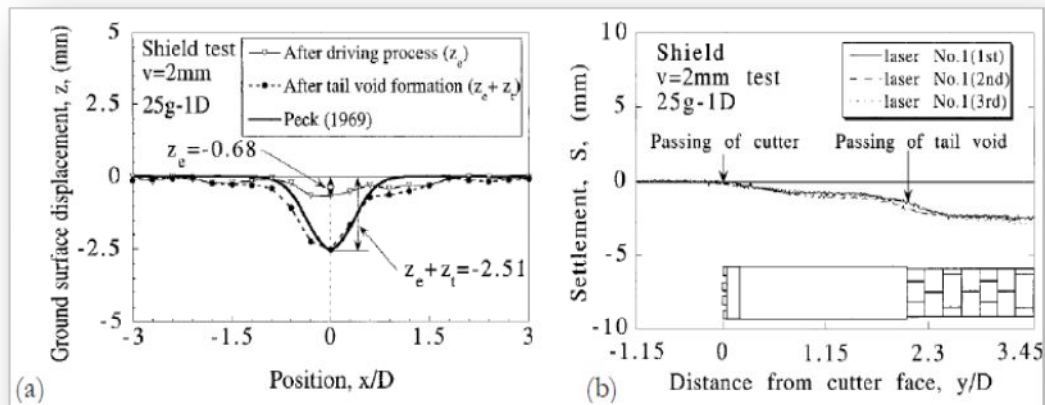 5
2.5
0
-2.5
-5
Ground surface displacement, z, (mm)
Shield test
v=2mm
25g-1D
After driving process (zₑ)
After tail void formation (zₑ+ zₜ)
Peck (1969)
zₑ=-0.68
zₑ+zₜ=-2.51
-3
-1.5
0
1.5
3
Position, x/D
(a)
10
5
0
-5
-10
Settlement, S, (mm)
Shield
v=2mm test
25g-1D
laser No.1(1st)
laser No.1(2nd)
laser No.1(3rd)
Passing of cutter
Passing of tail void
-1.15
0
1.15
2.3
3.45
Distance from cutter face, y/D
(b)